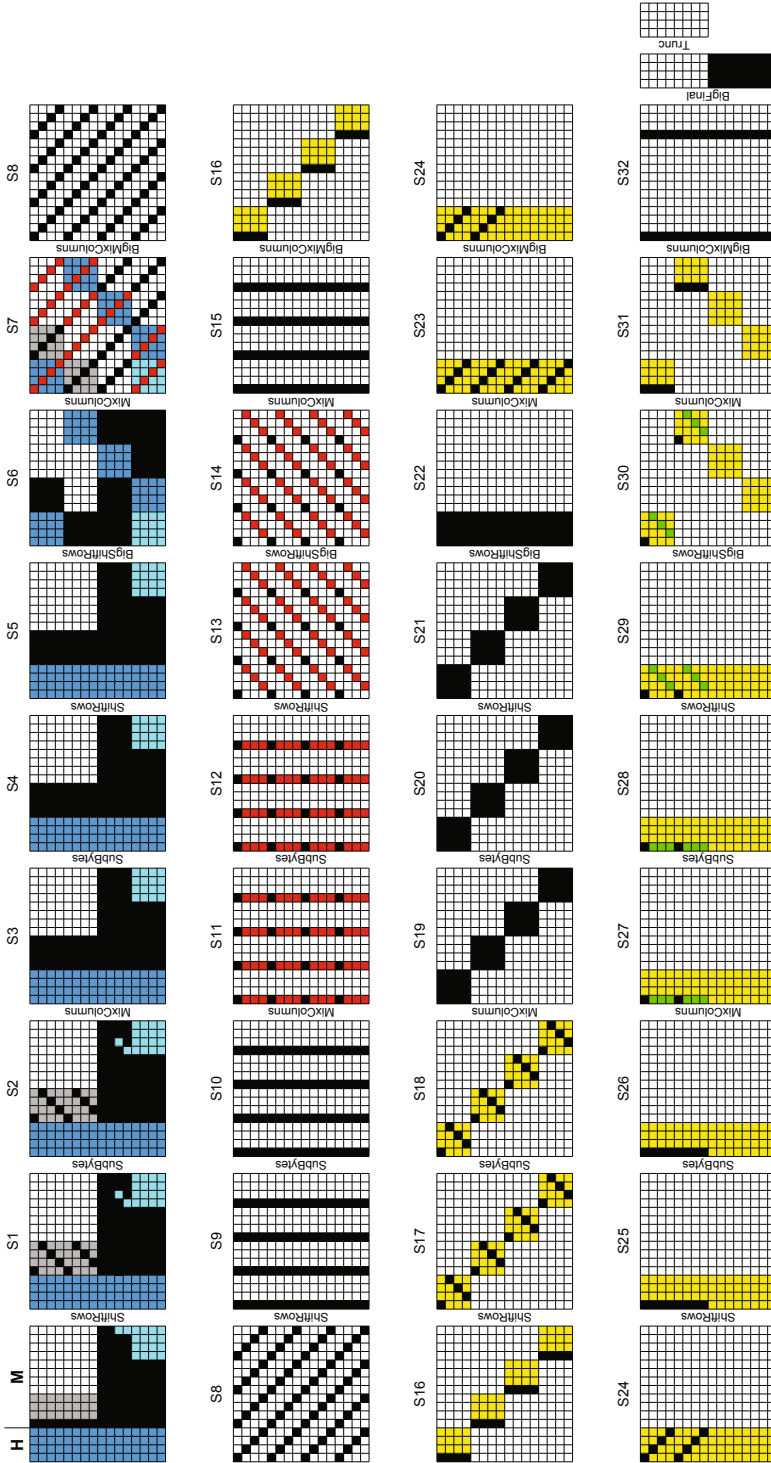 H M
ShiftRows
S1
SubBytes
S2
MixColumns
S3
SubBytes
S4
ShiftRows
S5
BigShiftRows
S6
MixColumns
S7
BigMixColumns
S8
S8
ShiftRows
S9
SubBytes
S10
MixColumns
S11
SubBytes
S12
ShiftRows
S13
BigShiftRows
S14
MixColumns
S15
BigMixColumns
S16
S16
ShiftRows
S17
SubBytes
S18
MixColumns
S19
SubBytes
S20
ShiftRows
S21
BigShiftRows
S22
MixColumns
S23
BigMixColumns
S24
S24
ShiftRows
S25
SubBytes
S26
MixColumns
S27
SubBytes
S28
ShiftRows
S29
BigShiftRows
S30
MixColumns
S31
BigMixColumns
S32
BigFinal
Trunc